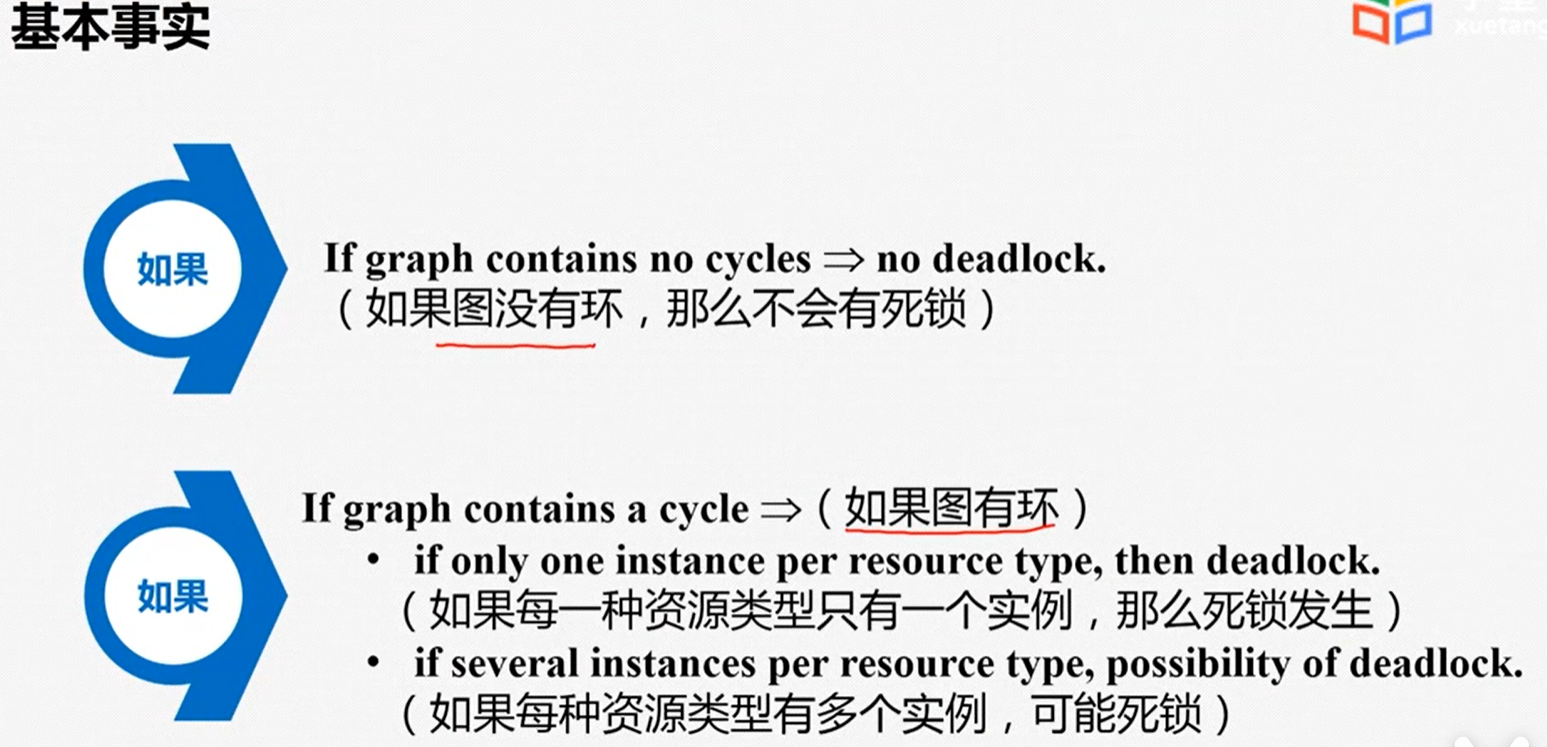 基本事实
xuetang
如果
If graph contains no cycles ⇒ no deadlock.
（如果图没有环，那么不会有死锁）
如果
If graph contains a cycle ⇒（如果图有环）
• if only one instance per resource type, then deadlock.
（如果每一种资源类型只有一个实例，那么死锁发生）
• if several instances per resource type, possibility of deadlock.
（如果每种资源类型有多个实例，可能死锁）